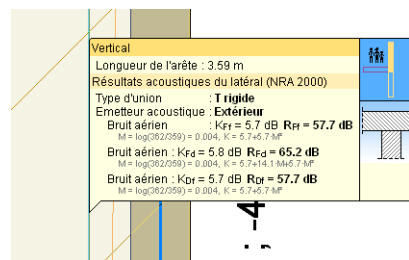 Vertical
Longueur de l'arête : 3.59 m
Résultats acoustiques du latéral (NRA 2000)
Type d'union : T rigide
Emetteur acoustique : Extérieur
Bruit aérien : KFf = 5.7 dB RFf = 57.7 dB
M = log(362/359) = 0.004, K = 5.7+5.7·M²
Bruit aérien : KFd = 5.8 dB RFd = 65.2 dB
M = log(362/359) = 0.004, K = 5.7+14.1·M+5.7·M²
Bruit aérien : KDf = 5.7 dB RDf = 57.7 dB
M = log(362/359) = 0.004, K = 5.7+5.7·M²
-4